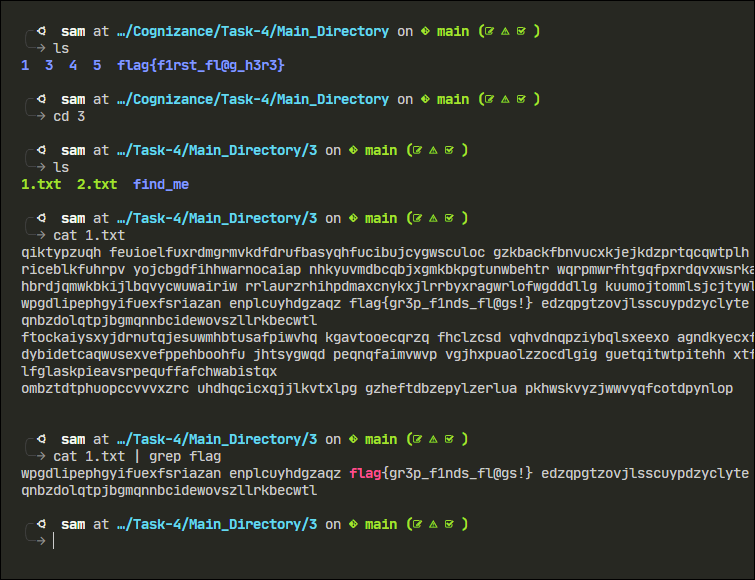 sam at …/Cognizance/Task-4/Main_Directory on main ( )
→ ls
1 3 4 5 flag{f1rst_fl@g_h3r3}
sam at …/Cognizance/Task-4/Main_Directory on main ( )
→ cd 3
sam at …/Task-4/Main_Directory/3 on main ( )
→ ls
1.txt 2.txt find_me
sam at …/Task-4/Main_Directory/3 on main ( )
→ cat 1.txt
qiktypzuqh feuioelfuxrdmgrmvkdfdrufbasyqhfucibujcygwsculoc gzkbackfbnvucxkjejkdzprtqcqwtplh
riceblkfuhrpv yojcbgdfihhwarnocaiap nhkyuvmdbcqbjxgmkbkpgtunwbehtr wqrpmwrfhtgqfpxrdqvxwsrka
hbrdjqmwkbkijlbqvycwuwairiw rrlaurzrhihpdmaxcnykxjlrrbyxragwrlofwgdddllg kuumojtommlsjcjtywl
wpgdlipephgyifuexfsriazan enplcuyhdgzaqz flag{gr3p_f1nds_fl@gs!} edzqpgtzovjlsscuypdzyclyte
qnbzdolqtpjbgmqnnbcidewovszllrkbecwtl
ftockaiysxyjdrnutqjesuwmhbtusafpiwvhq kgavtooecqrzq fhclzcsd vqhvdnqpziybqlsxeexo agndkyecxf
dybidetcaqwusexvefppehboohfu jhtsygwqd peqnqfaimvwvp vgjhxpuaolzzocdlgig guetqitwtpitehh xtf
lfglaskpieavsrpequffafchwabistqx
ombztdtphuopccvvvxzrc uhdhqcicxqjjlkvtxlpg gzheftdbzepylzerlua pkhwskvyzjwwvyqfcotdpynlop
sam at …/Task-4/Main_Directory/3 on main ( )
→ cat 1.txt | grep flag
wpgdlipephgyifuexfsriazan enplcuyhdgzaqz flag{gr3p_f1nds_fl@gs!} edzqpgtzovjlsscuypdzyclyte
qnbzdolqtpjbgmqnnbcidewovszllrkbecwtl
sam at …/Task-4/Main_Directory/3 on main ( )
→